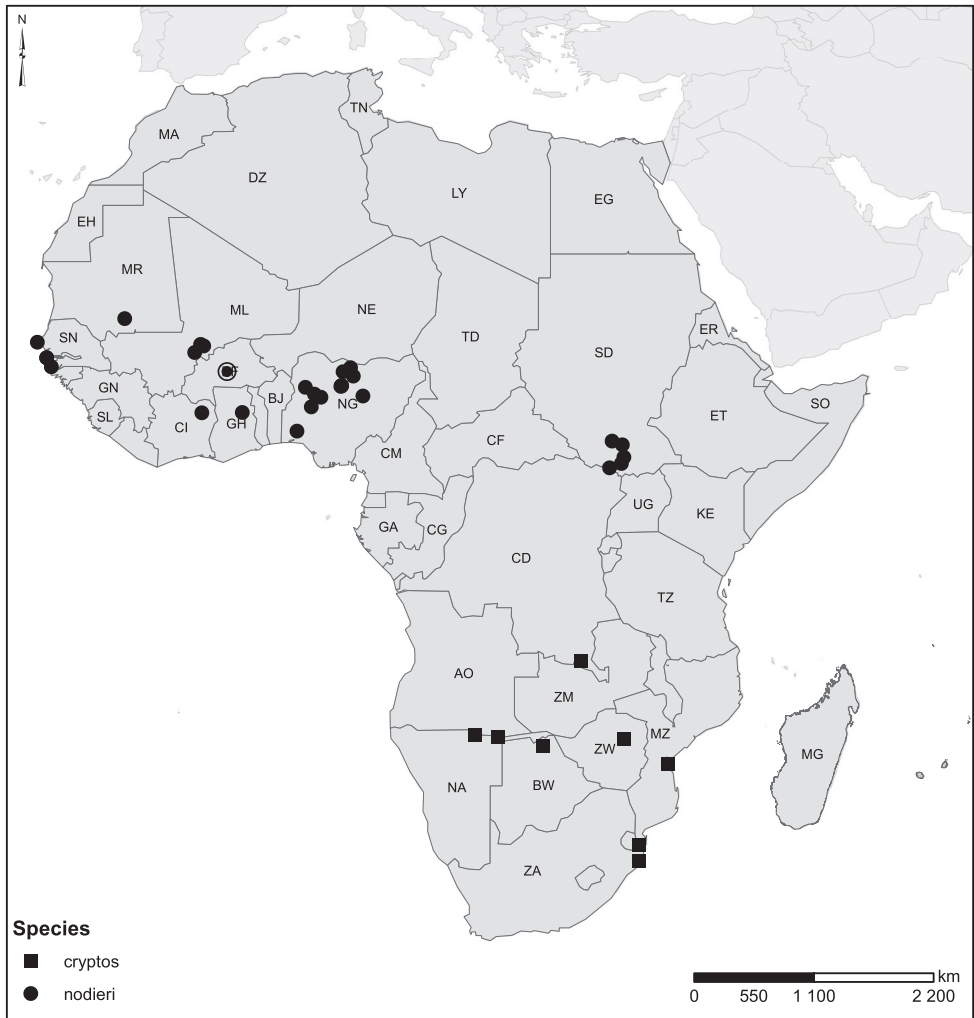 N
TN
MA
DZ
LY
EG
EH
MR
ML
NE
TD
SD
ER
SN
GN
SL
CI
GH
BJ
NG
CM
CF
ET
SO
UG
KE
GA
CG
CD
TZ
AO
ZM
MZ
ZW
MG
NA
BW
ZA
Species
cryptos
nodieri
km
0 550 1 100 2 200